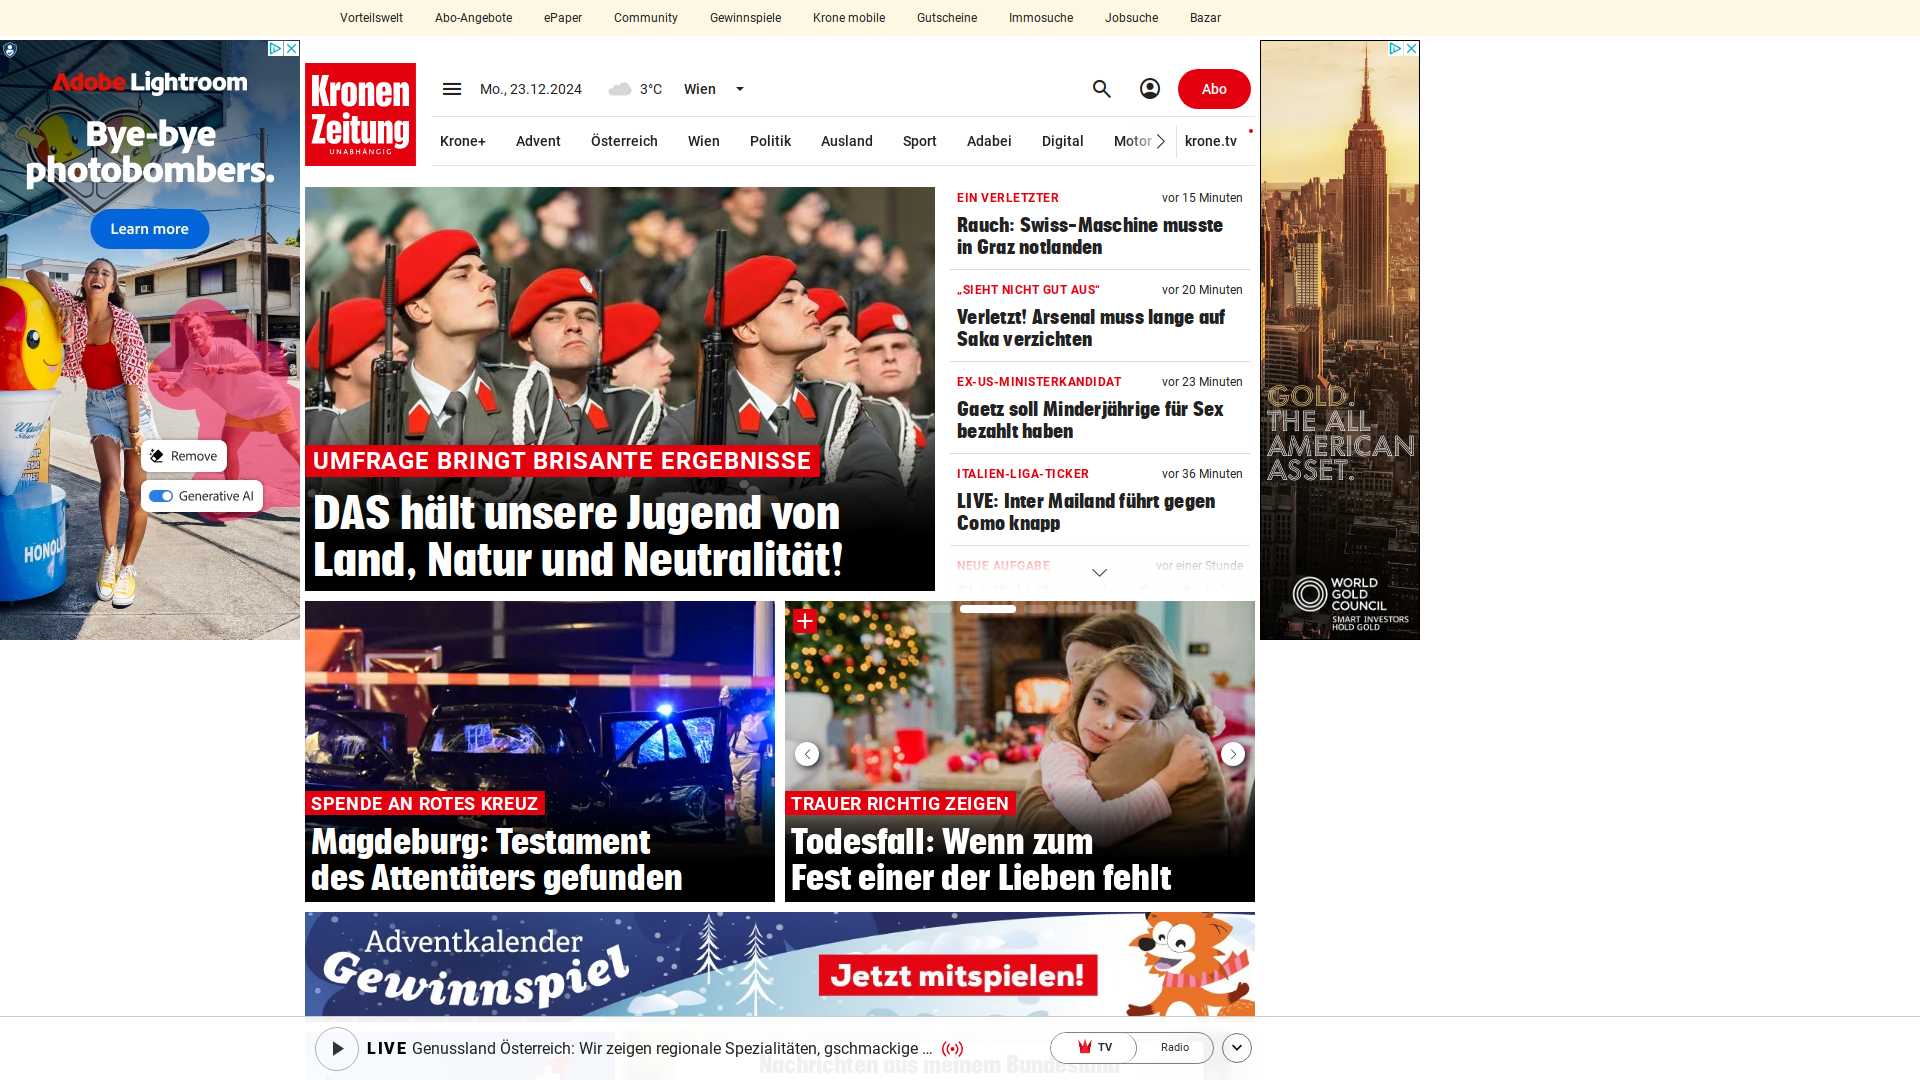 Vorteilswelt Abo-Angebote ePaper Community Gewinnspiele Krone mobile Gutscheine Immosuche Jobsuche Bazar
Adobe Lightroom
Bye-bye
photobombers.
Learn more
Remove
Generative AI
Kronen
Zeitung
UNABHÄNGIG
Mo., 23.12.2024 3°C Wien
Abo
Krone+ Advent Österreich Wien Politik Ausland Sport Adabei Digital Motor krone.tv
UMFRAGE BRINGT BRISANTE ERGEBNISSE
DAS hält unsere Jugend von
Land, Natur und Neutralität!
EIN VERLETZTER vor 15 Minuten
Rauch: Swiss-Maschine musste
in Graz notlanden
„SIEHT NICHT GUT AUS“ vor 20 Minuten
Verletzt! Arsenal muss lange auf
Saka verzichten
EX-US-MINISTERKANDIDAT vor 23 Minuten
Gaetz soll Minderjährige für Sex
bezahlt haben
ITALIEN-LIGA-TICKER vor 36 Minuten
LIVE: Inter Mailand führt gegen
Como knapp
NEUE AUFGABE vor einer Stunde
GOLD.
THE ALL-
AMERICAN
ASSET.
WORLD
GOLD
COUNCIL
SMART INVESTORS
HOLD GOLD
SPENDE AN ROTES KREUZ
Magdeburg: Testament
des Attentäters gefunden
TRAUER RICHTIG ZEIGEN
Todesfall: Wenn zum
Fest einer der Lieben fehlt
Adventkalender
Gewinnspiel
Jetzt mitspielen!
LIVE Genussland Österreich: Wir zeigen regionale Spezialitäten, gschmackige ...
TV Radio
Nachrichten aus meinem Bundesland